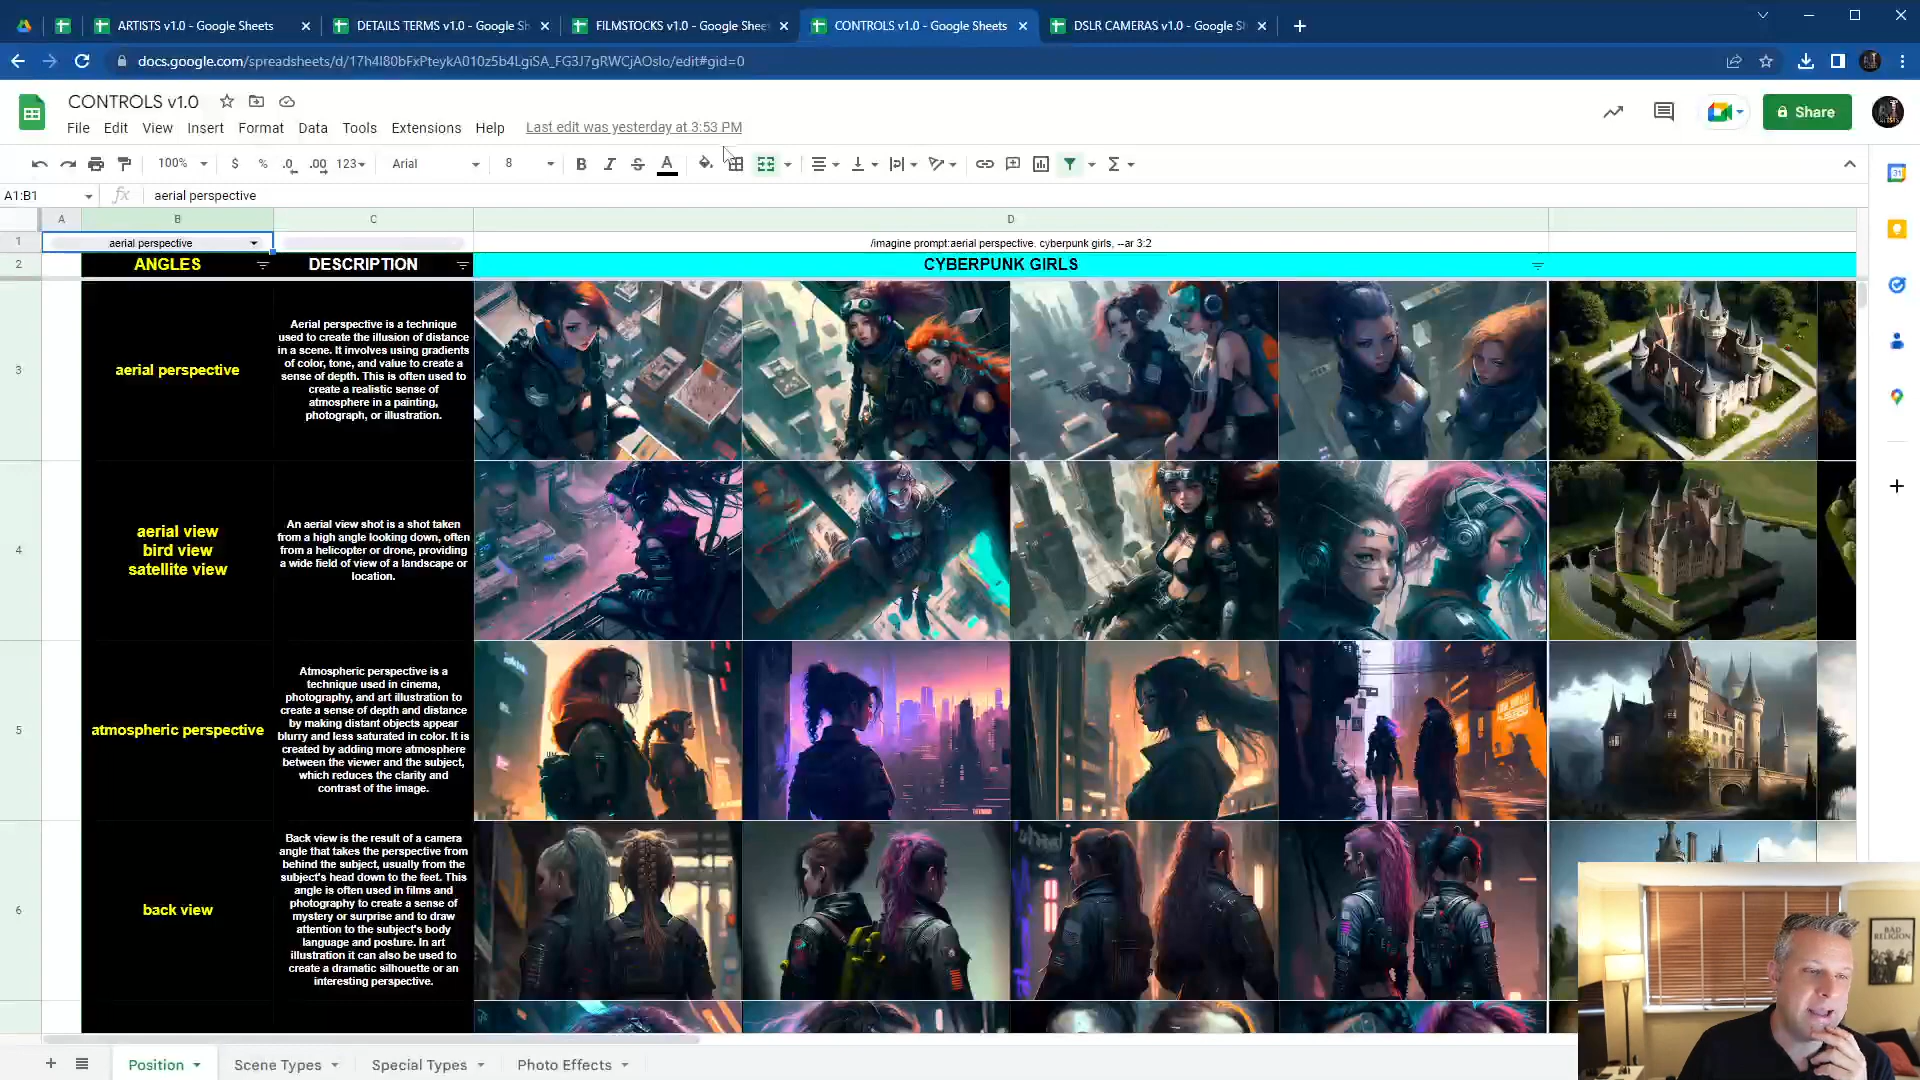 ARTISTS v1.0 - Google Sheets
DETAILS TERMS v1.0 - Google Sh
FILMSTOCKS v1.0 - Google Sheets
CONTROLS v1.0 - Google Sheets
DSLR CAMERAS v1.0 - Google Sh
docs.google.com/spreadsheets/d/17h4I80bFxPteykA010z5b4LgiSA_FG3J7gRWCjAOslo/edit#gid=0
CONTROLS v1.0
File Edit View Insert Format Data Tools Extensions Help Last edit was yesterday at 3:53 PM
Share
100% $ % .0 .00 123 Arial 8 B I S A
A1:B1 fx aerial perspective
A B C D
1 aerial perspective /imagine prompt:aerial perspective. cyberpunk girls, --ar 3:2
2 ANGLES DESCRIPTION CYBERPUNK GIRLS
3
aerial perspective
Aerial perspective is a technique
used to create the illusion of distance
in a scene. It involves using gradients
of color, tone, and value to create a
sense of depth. This is often used to
create a realistic sense of
atmosphere in a painting,
photograph, or illustration.
4
aerial view
bird view
satellite view
An aerial view shot is a shot taken
from a high angle looking down, often
from a helicopter or drone, providing
a wide field of view of a landscape or
location.
5
atmospheric perspective
Atmospheric perspective is a
technique used in cinema,
photography, and art illustration to
create a sense of depth and distance
by making distant objects appear
blurry and less saturated in color. It is
created by adding more atmosphere
between the viewer and the subject,
which reduces the clarity and
contrast of the image.
6
back view
Back view is the result of a camera
angle that takes the perspective from
behind the subject, usually from the
subject's head down to the feet. This
angle is often used in films and
photography to create a sense of
mystery or surprise and to draw
attention to the subject's body
language and posture. In art
illustration it can also be used to
create a dramatic silhouette or an
interesting perspective.
BAD
RELIGION
31
Position Scene Types Special Types Photo Effects